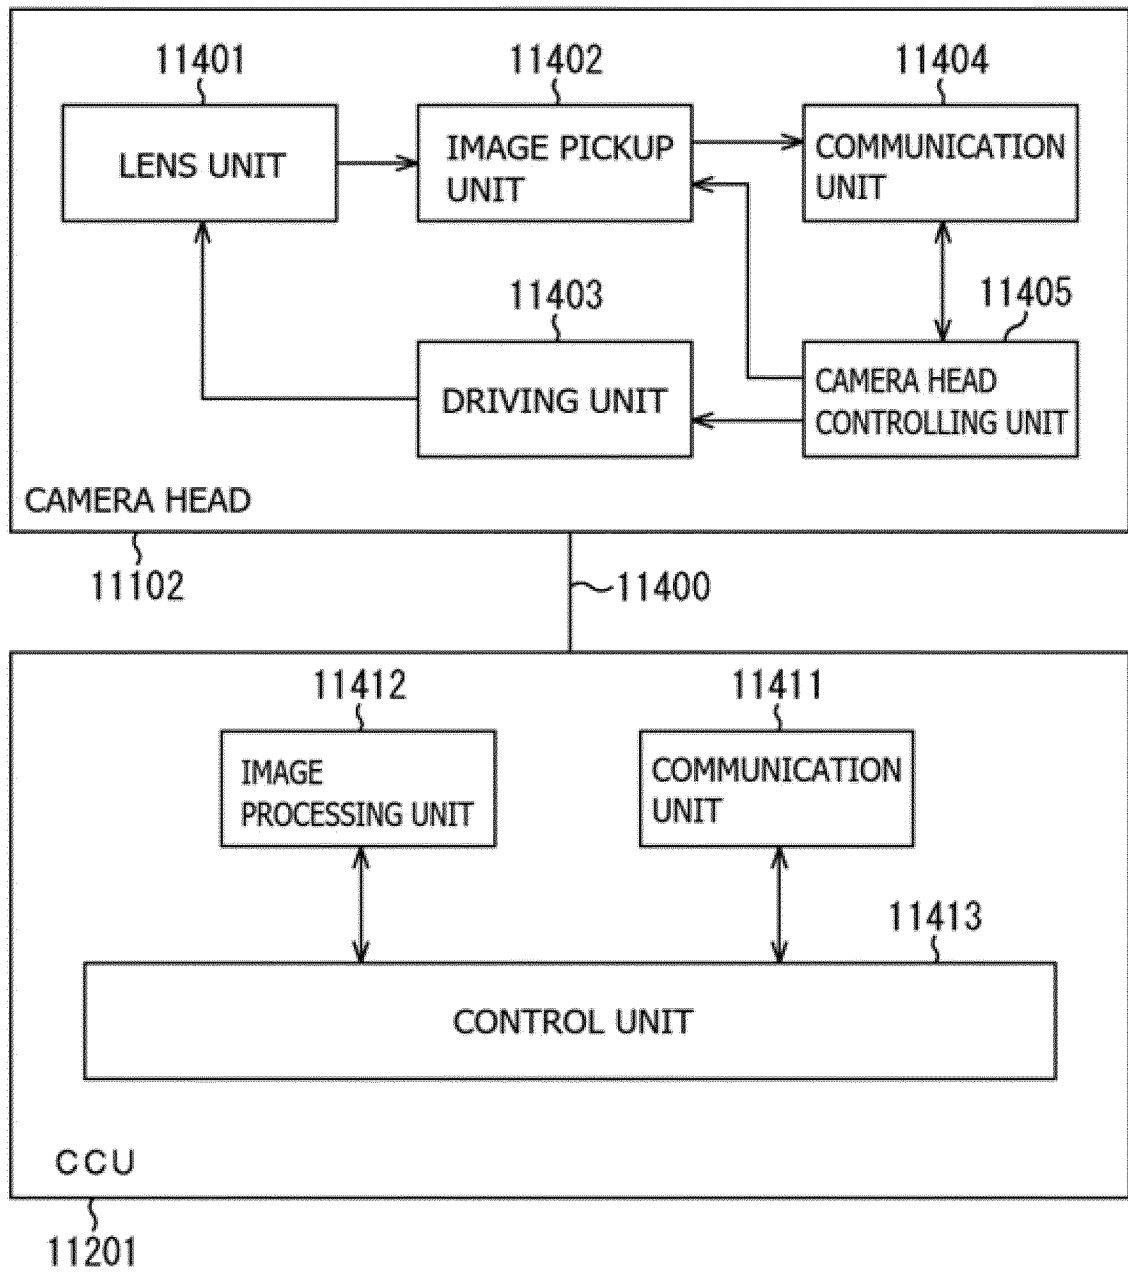 11401
11402
11404
LENS UNIT
IMAGE PICKUP
UNIT
COMMUNICATION
UNIT
11403
11405
DRIVING UNIT
CAMERA HEAD
CONTROLLING UNIT
CAMERA HEAD
11102
11400
11412
11411
IMAGE
PROCESSING UNIT
COMMUNICATION
UNIT
11413
CONTROL UNIT
CCU
11201